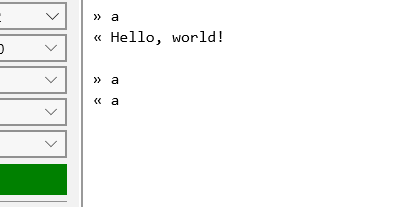 » a
« Hello, world!
» a
« a